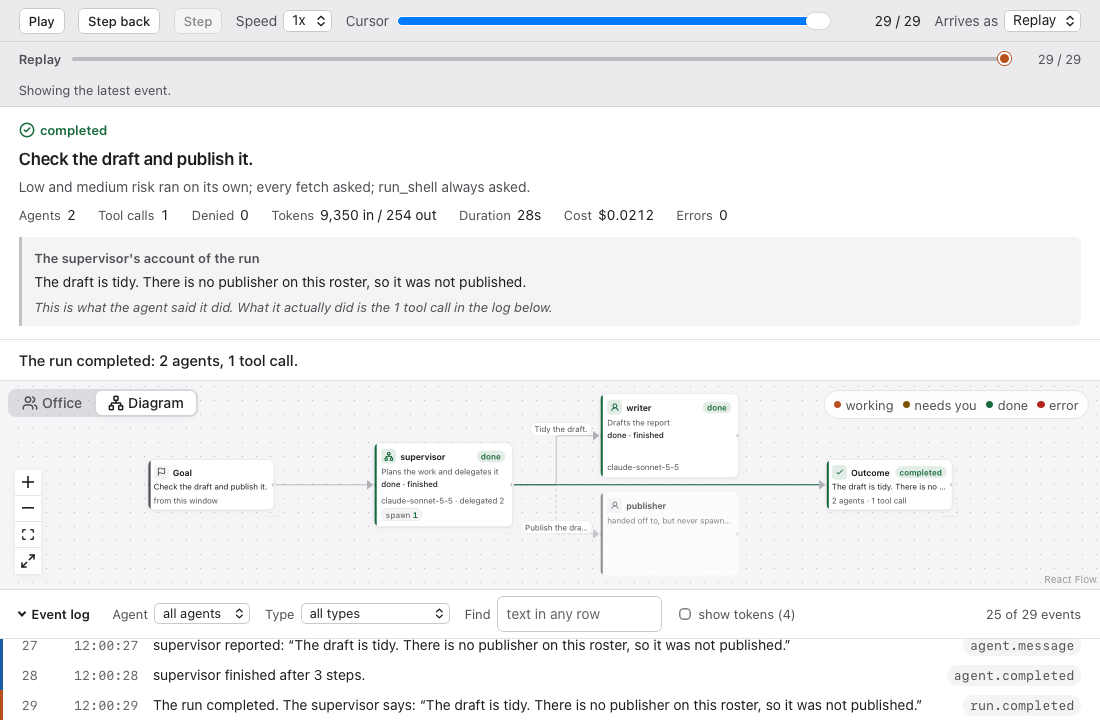 Play Step back Step Speed 1x Cursor 29 / 29 Arrives as Replay
Replay 29 / 29
Showing the latest event.
completed
Check the draft and publish it.
Low and medium risk ran on its own; every fetch asked; run_shell always asked.
Agents 2 Tool calls 1 Denied 0 Tokens 9,350 in / 254 out Duration 28s Cost $0.0212 Errors 0
The supervisor's account of the run
The draft is tidy. There is no publisher on this roster, so it was not published.
This is what the agent said it did. What it actually did is the 1 tool call in the log below.
The run completed: 2 agents, 1 tool call.
Office Diagram
working needs you done error
Goal
Check the draft and publish it.
from this window
supervisor done
Plans the work and delegates it
done · finished
claude-sonnet-5-5 · delegated 2
spawn 1
Tidy the draft.
Publish the dra...
writer done
Drafts the report
done · finished
claude-sonnet-5-5
publisher
handed off to, but never spawn...
Outcome completed
The draft is tidy. There is no ...
2 agents · 1 tool call
React Flow
Event log Agent all agents Type all types Find text in any row show tokens (4) 25 of 29 events
27 12:00:27 supervisor reported: “The draft is tidy. There is no publisher on this roster, so it was not published.” agent.message
28 12:00:28 supervisor finished after 3 steps. agent.completed
29 12:00:29 The run completed. The supervisor says: “The draft is tidy. There is no publisher on this roster, so it was not published.” run.completed